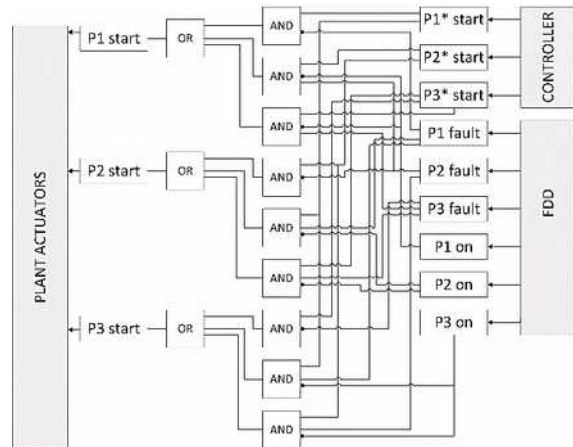 PLANT ACTUATORS
P1 start
P2 start
P3 start
OR
OR
OR
AND
AND
AND
AND
AND
AND
AND
AND
AND
P1* start
P2* start
P3* start
P1 fault
P2 fault
P3 fault
P1 on
P2 on
P3 on
CONTROLLER
FDD